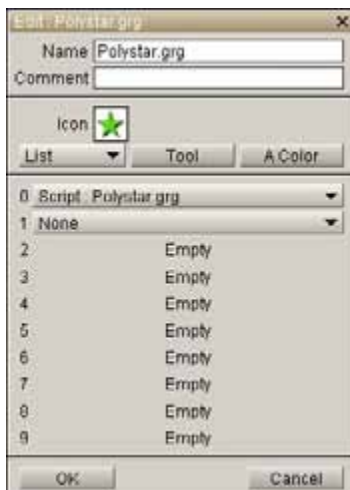 Edit : Polystar.grg
Name Polystar.grg
Comment
Icon
List Tool A Color
0 Script : Polystar.grg
1 None
2 Empty
3 Empty
4 Empty
5 Empty
6 Empty
7 Empty
8 Empty
9 Empty
OK Cancel